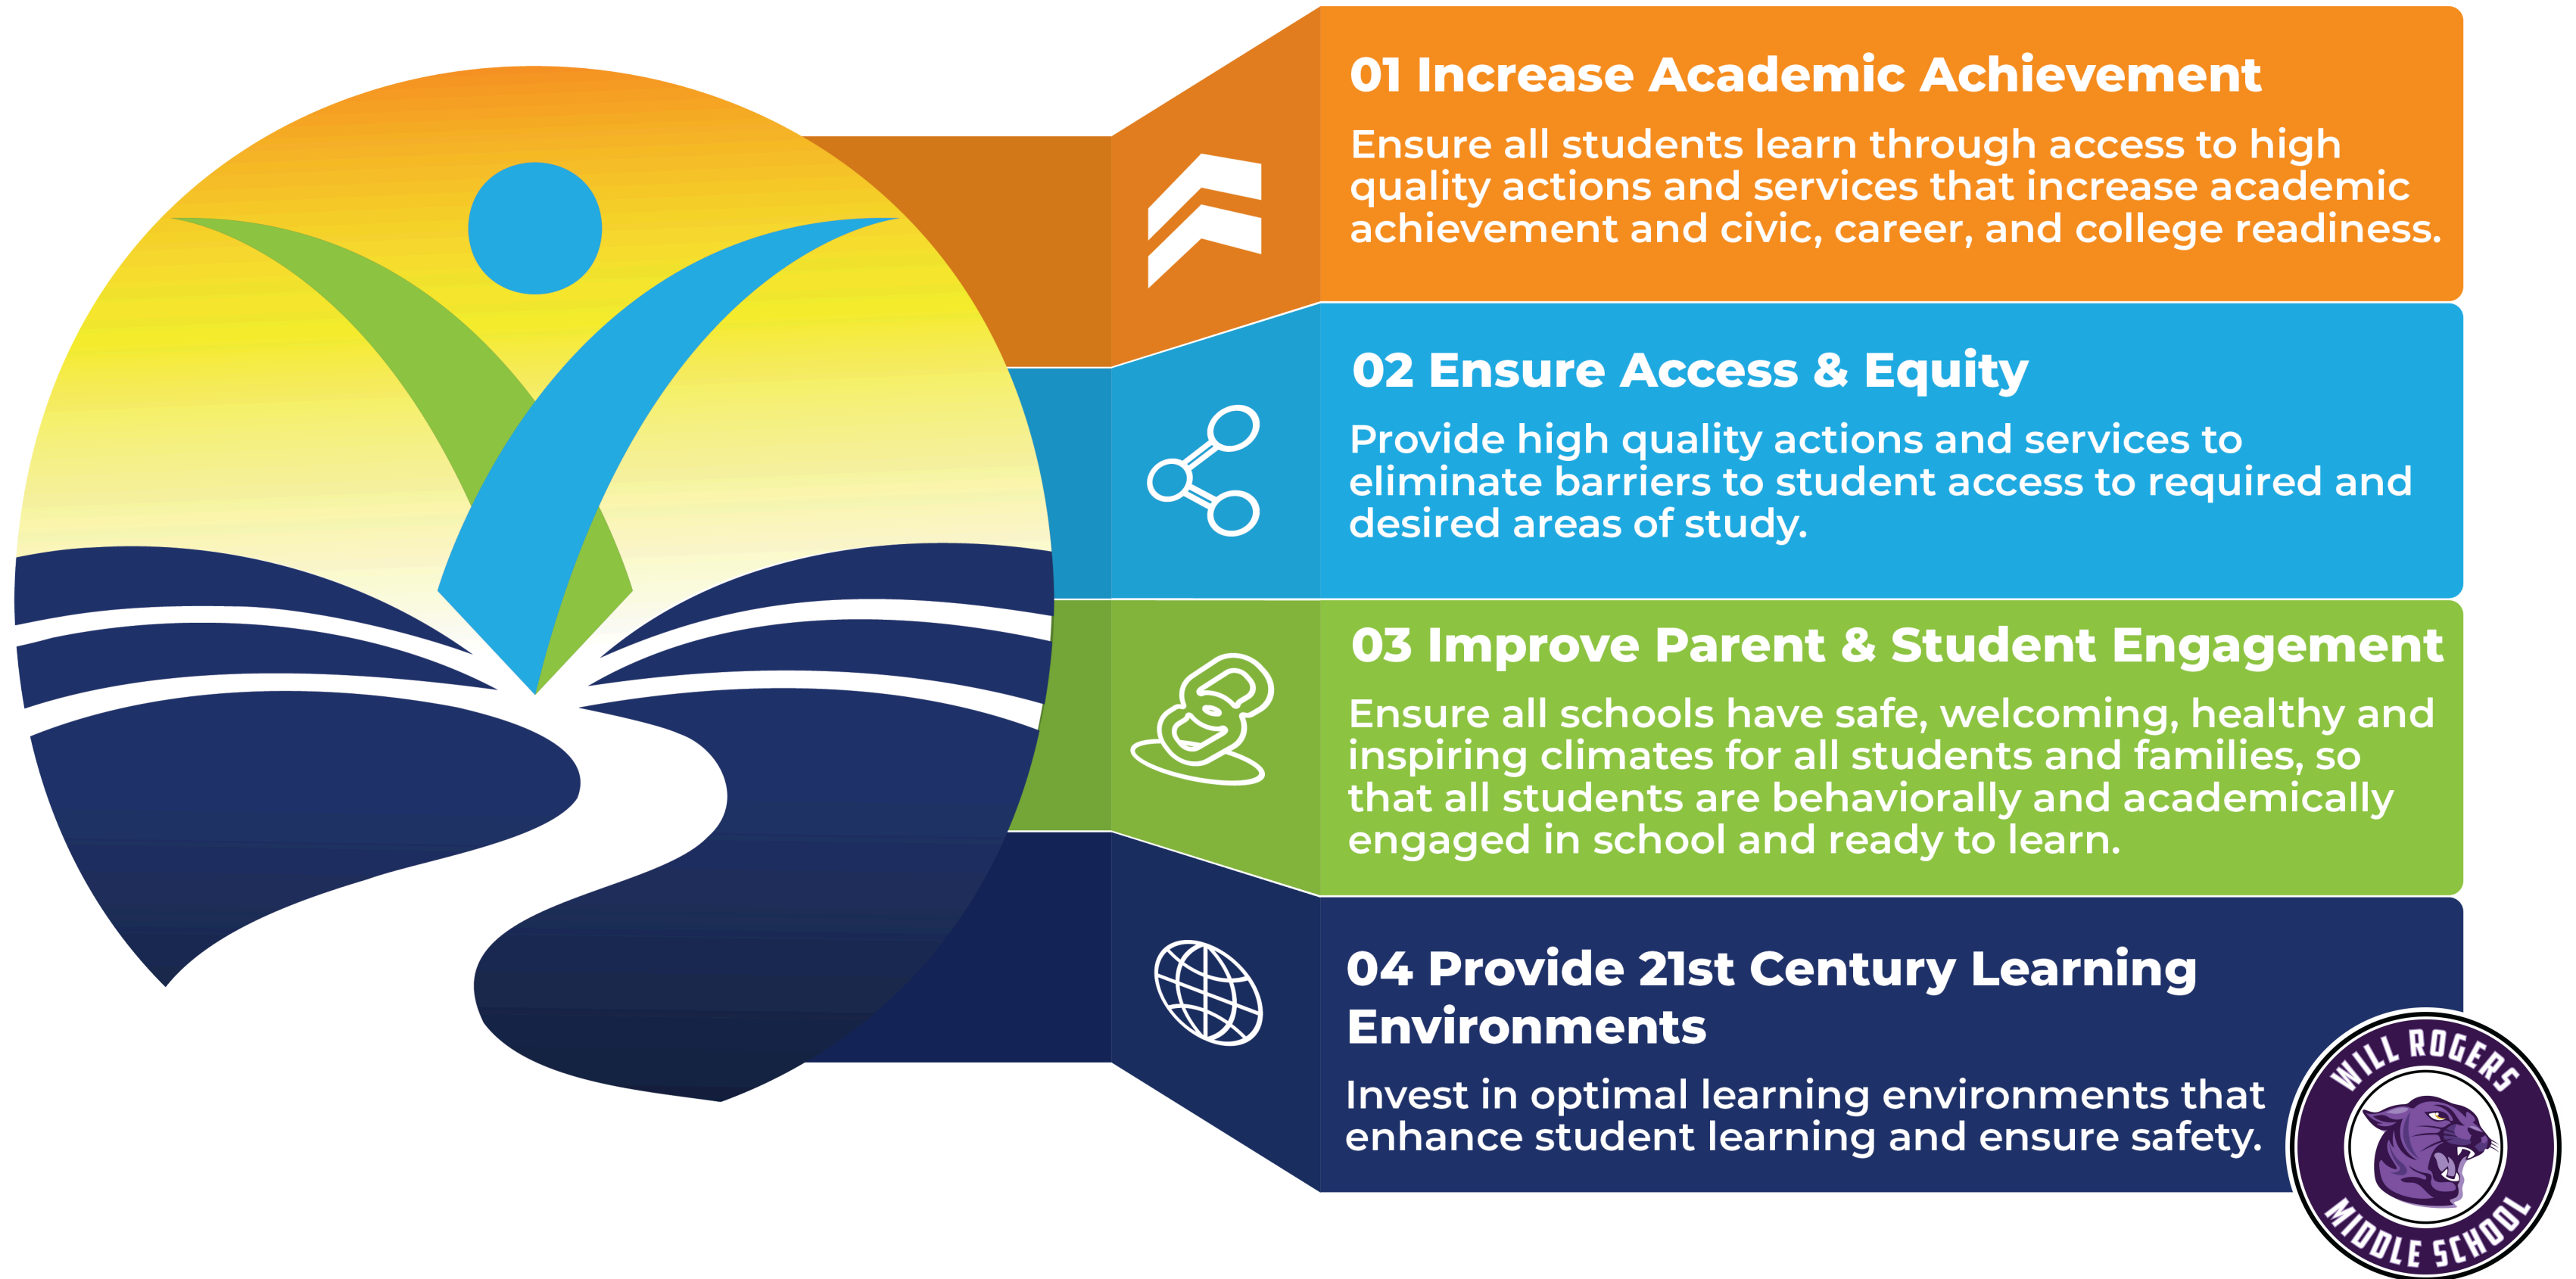 01 Increase Academic Achievement
Ensure all students learn through access to high
quality actions and services that increase academic
achievement and civic, career, and college readiness.
02 Ensure Access & Equity
Provide high quality actions and services to
eliminate barriers to student access to required and
desired areas of study.
03 Improve Parent & Student Engagement
Ensure all schools have safe, welcoming, healthy and
inspiring climates for all students and families, so
that all students are behaviorally and academically
engaged in school and ready to learn.
04 Provide 21st Century Learning
Environments
Invest in optimal learning environments that
enhance student learning and ensure safety.
WILL ROGERS
MIDDLE SCHOOL